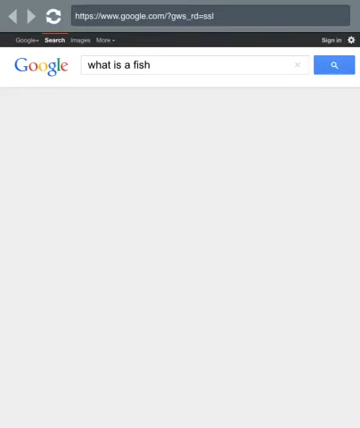 https://www.google.com/?gws_rd=ssl
Google Search Images More Sign in
Google what is a fish